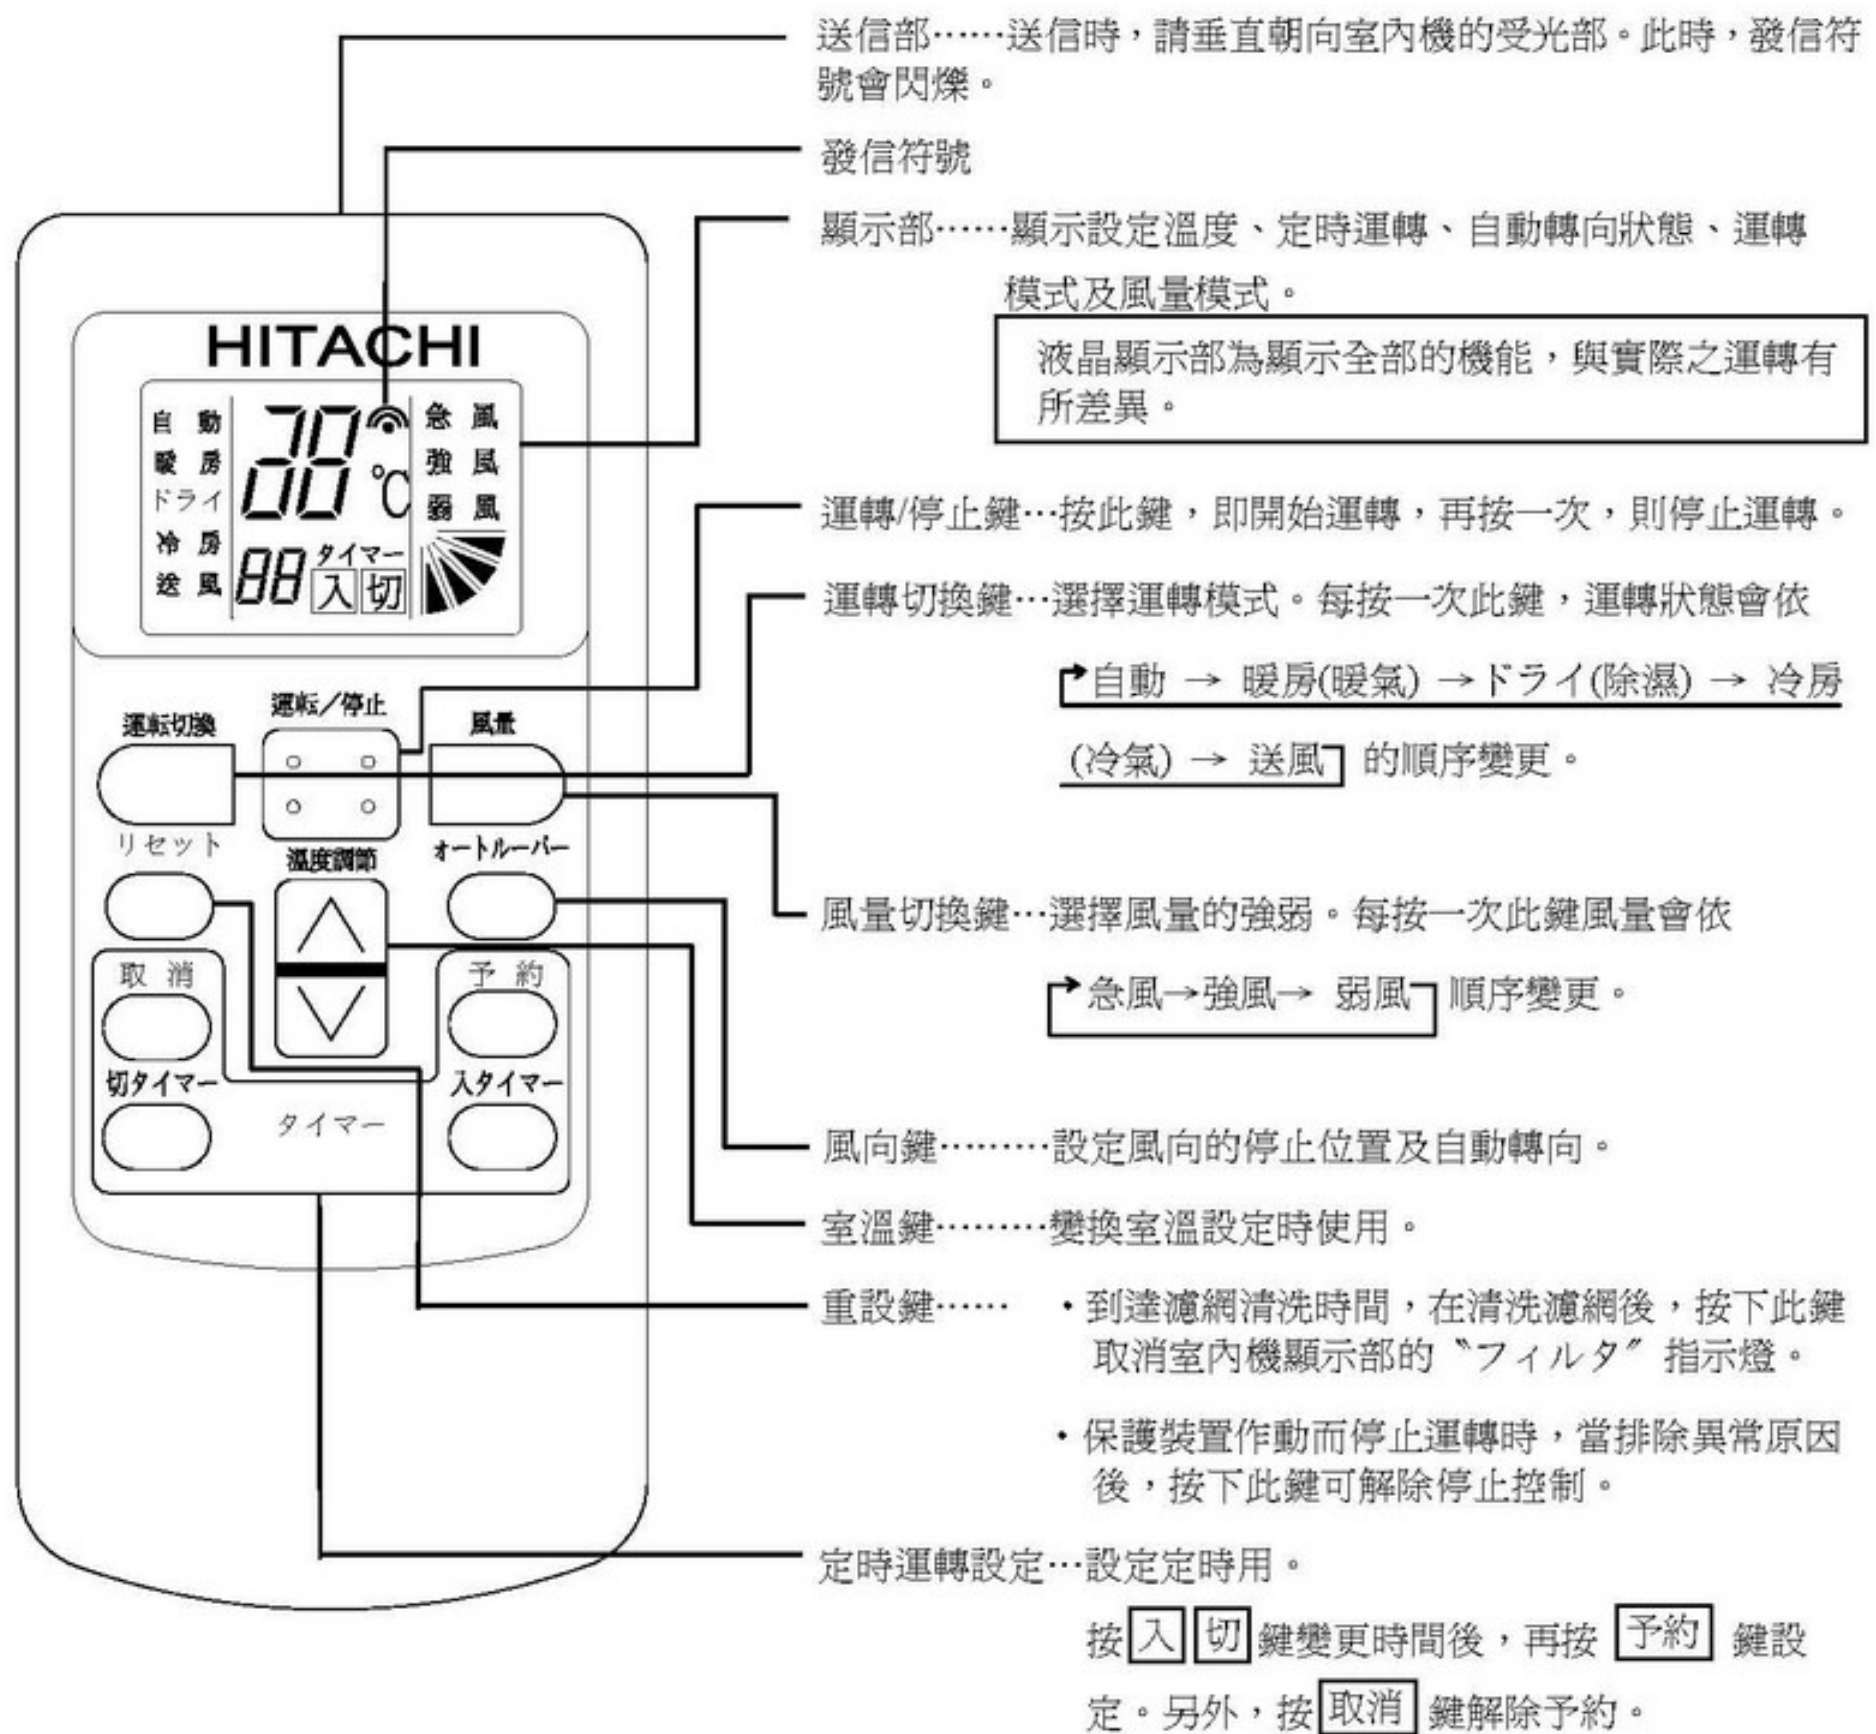 送信部……送信時，請垂直朝向室內機的受光部。此時，發信符
號會閃爍。
發信符號
顯示部……顯示設定溫度、定時運轉、自動轉向狀態、運轉
模式及風量模式。
液晶顯示部為顯示全部的機能，與實際之運轉有
所差異。
HITACHI
自動
暖房
ドライ
冷房
送風
28
℃
88
タイマー
入 切
急風
強風
弱風
運轉/停止鍵…按此鍵，即開始運轉，再按一次，則停止運轉。
運轉切換鍵…選擇運轉模式。每按一次此鍵，運轉狀態會依
自動 → 暖房(暖氣) →ドライ(除濕) → 冷房
(冷氣) → 送風 的順序變更。
運転切換
運転／停止
風量
リセット
温度調節
オートルーバー
風量切換鍵…選擇風量的強弱。每按一次此鍵風量會依
急風→強風→ 弱風 順序變更。
取消
予約
切タイマー
入タイマー
タイマー
風向鍵………設定風向的停止位置及自動轉向。
室溫鍵………變換室溫設定時使用。
重設鍵…… ・到達濾網清洗時間，在清洗濾網後，按下此鍵
取消室內機顯示部的〝フィルタ〞指示燈。
・保護裝置作動而停止運轉時，當排除異常原因
後，按下此鍵可解除停止控制。
定時運轉設定…設定定時用。
按 入 切 鍵變更時間後，再按 予約 鍵設
定。另外，按 取消 鍵解除予約。